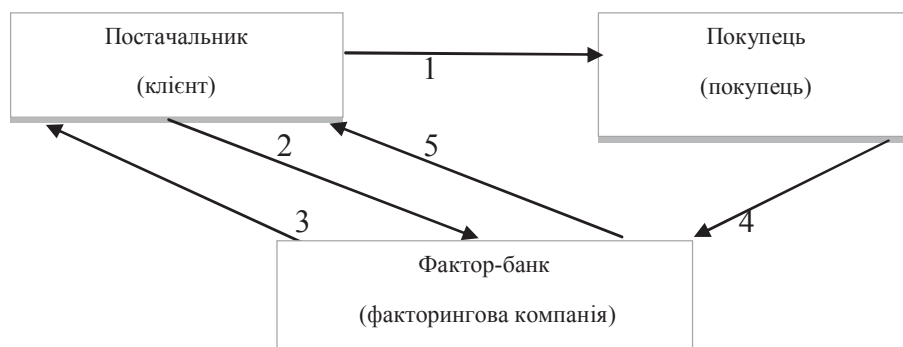 Постачальник
(клієнт)
Покупець
(покупець)
1
2
5
3
4
Фактор-банк
(факторингова компанія)